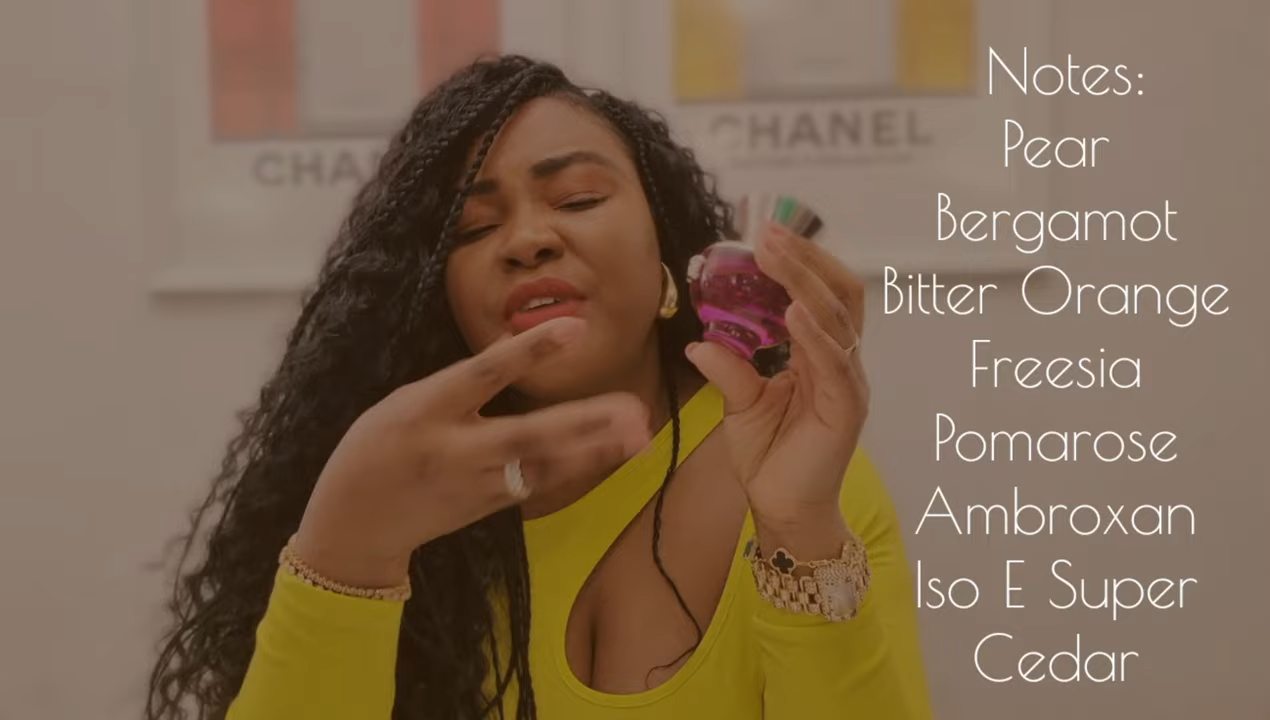 CHANEL
Notes:
Pear
Bergamot
Bitter Orange
Freesia
Pomarose
Ambroxan
Iso E Super
Cedar